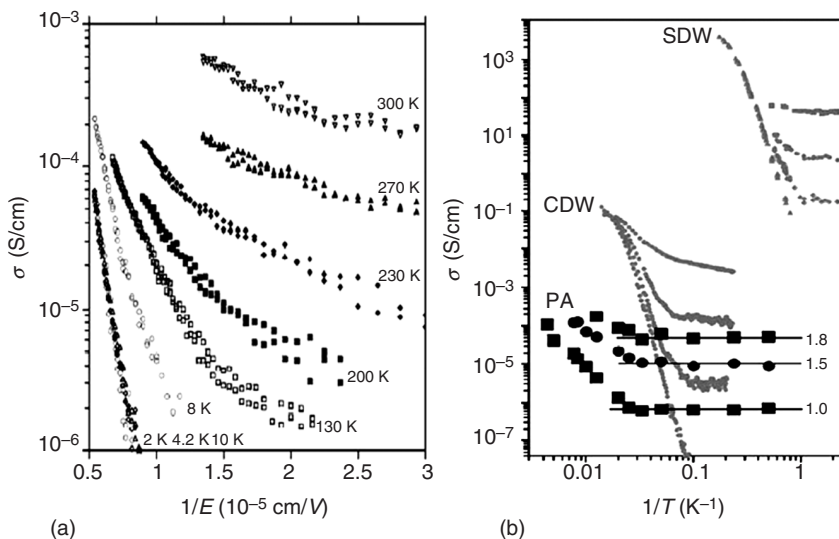 10⁻³
10⁻⁴
10⁻⁵
10⁻⁶
σ (S/cm)
300 K
270 K
230 K
200 K
130 K
8 K
2 K 4.2 K 10 K
0.5 1 1.5 2 2.5 3
1/E (10⁻⁵ cm/V)
(a)
10³
10¹
10⁻¹
10⁻³
10⁻⁵
10⁻⁷
σ (S/cm)
SDW
CDW
PA
1.8
1.5
1.0
0.01 0.1 1
1/T (K⁻¹)
(b)